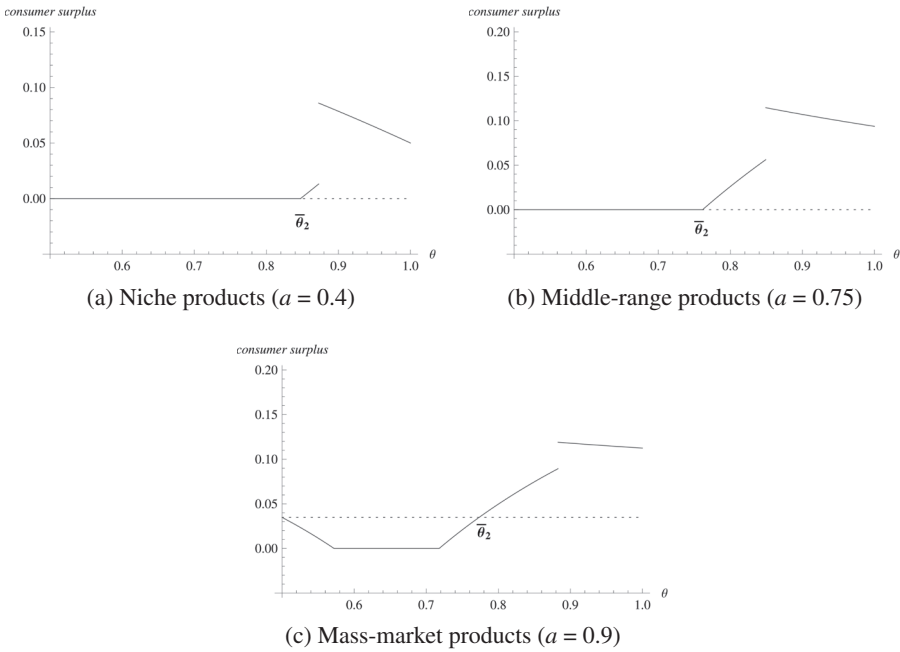 consumer surplus
0.15
0.10
0.05
0.00
θ̅₂
0.6 0.7 0.8 0.9 1.0 θ
(a) Niche products (a = 0.4)
consumer surplus
0.20
0.15
0.10
0.05
0.00
θ̅₂
0.6 0.7 0.8 0.9 1.0 θ
(b) Middle-range products (a = 0.75)
consumer surplus
0.20
0.15
0.10
0.05
0.00
θ̅₂
0.6 0.7 0.8 0.9 1.0 θ
(c) Mass-market products (a = 0.9)